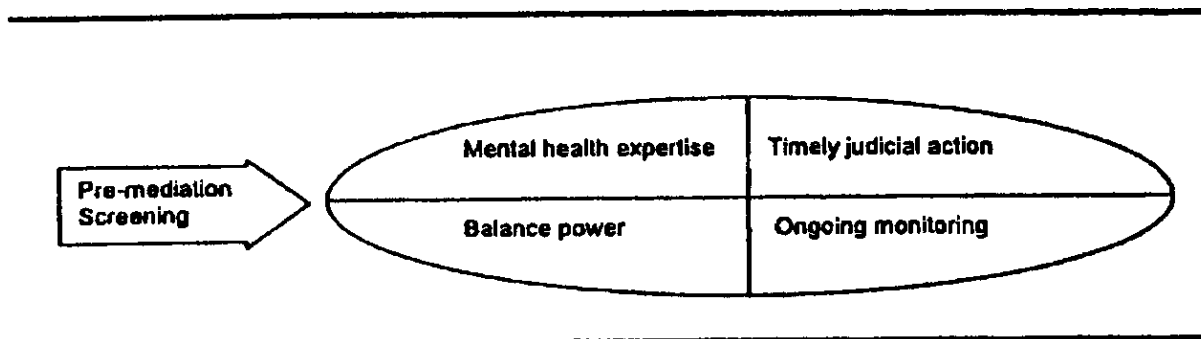 Mental health expertise
Timely judicial action
Pre-mediation
Screening
Balance power
Ongoing monitoring